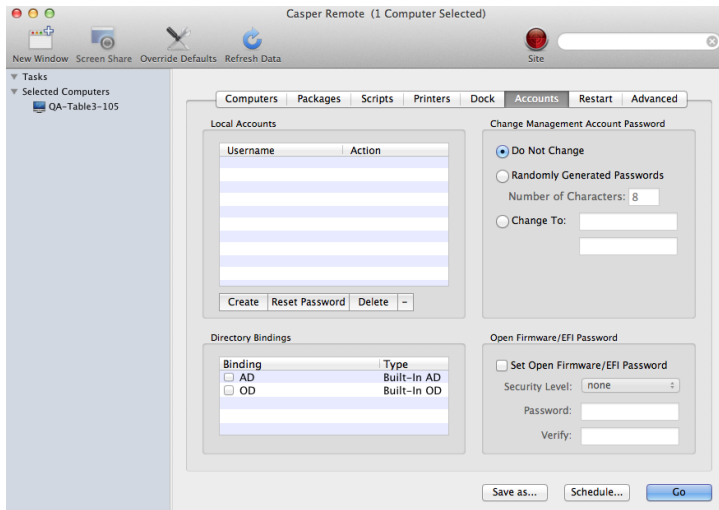 Casper Remote (1 Computer Selected)
New Window Screen Share Override Defaults Refresh Data Site
Tasks
Selected Computers
QA-Table3-105
Computers Packages Scripts Printers Dock Accounts Restart Advanced
Local Accounts
Username Action
Create Reset Password Delete -
Change Management Account Password
Do Not Change
Randomly Generated Passwords
Number of Characters: 8
Change To:
Directory Bindings
Binding Type
AD Built-In AD
OD Built-In OD
Open Firmware/EFI Password
Set Open Firmware/EFI Password
Security Level: none
Password:
Verify:
Save as... Schedule... Go